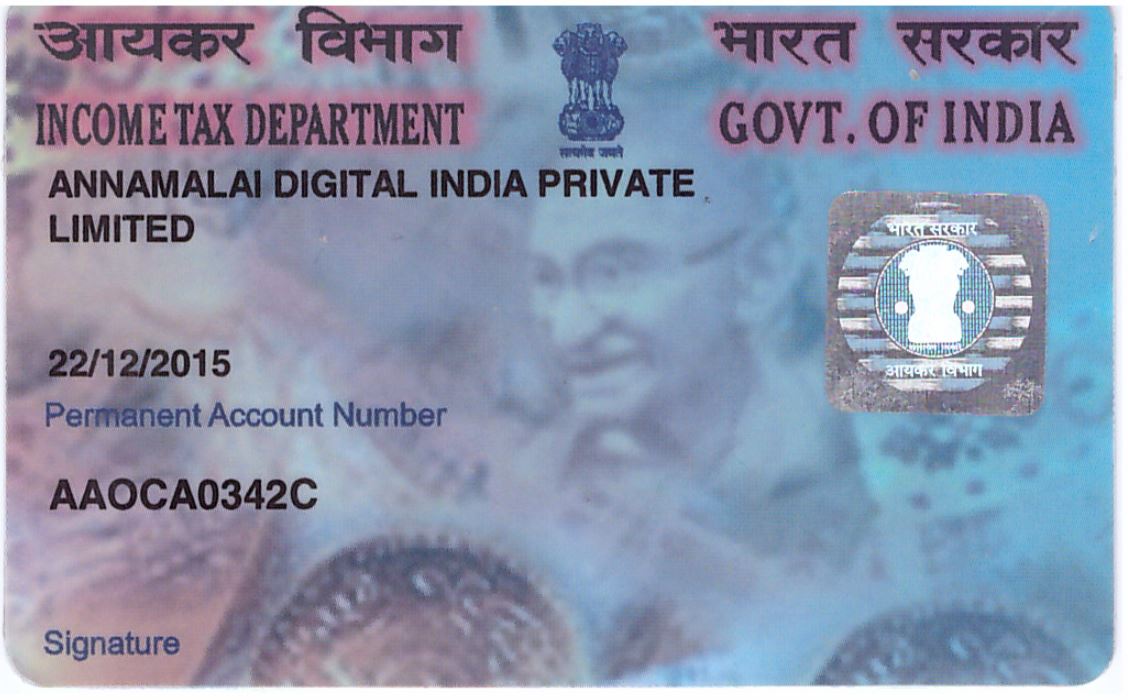 आयकर विभाग भारत सरकार
INCOME TAX DEPARTMENT GOVT. OF INDIA
सत्यमेव जयते
ANNAMALAI DIGITAL INDIA PRIVATE
LIMITED
भारत सरकार
आयकर विभाग
22/12/2015
Permanent Account Number
AAOCA0342C
Signature